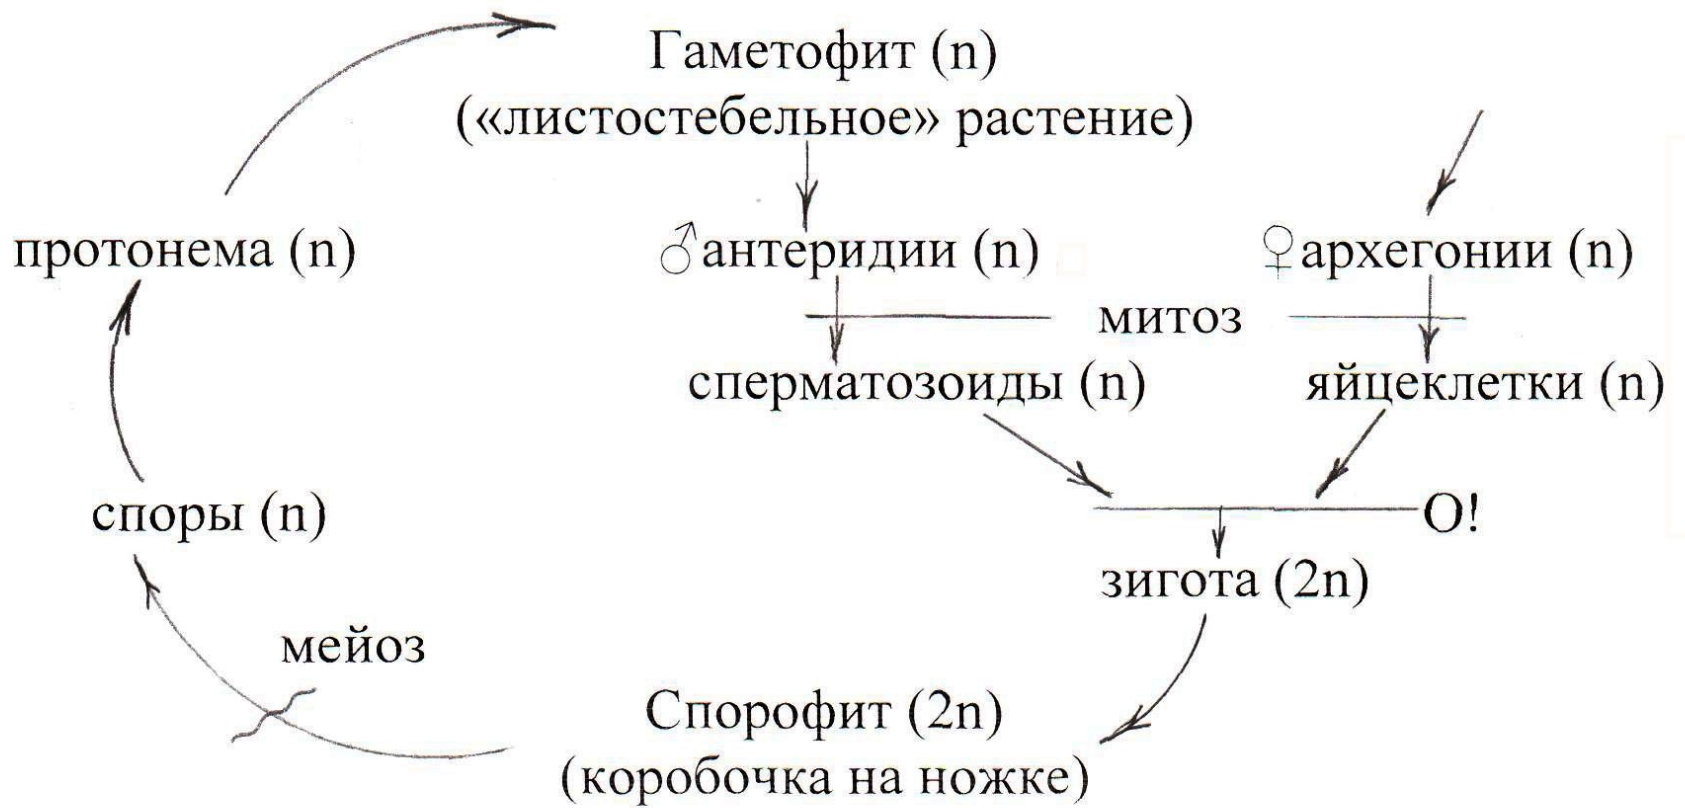 Гаметофит (n)
(«листостебельное» растение)
протонема (n)
♂антеридии (n)
♀архегонии (n)
митоз
сперматозоиды (n)
яйцеклетки (n)
споры (n)
О!
зигота (2n)
мейоз
Спорофит (2n)
(коробочка на ножке)